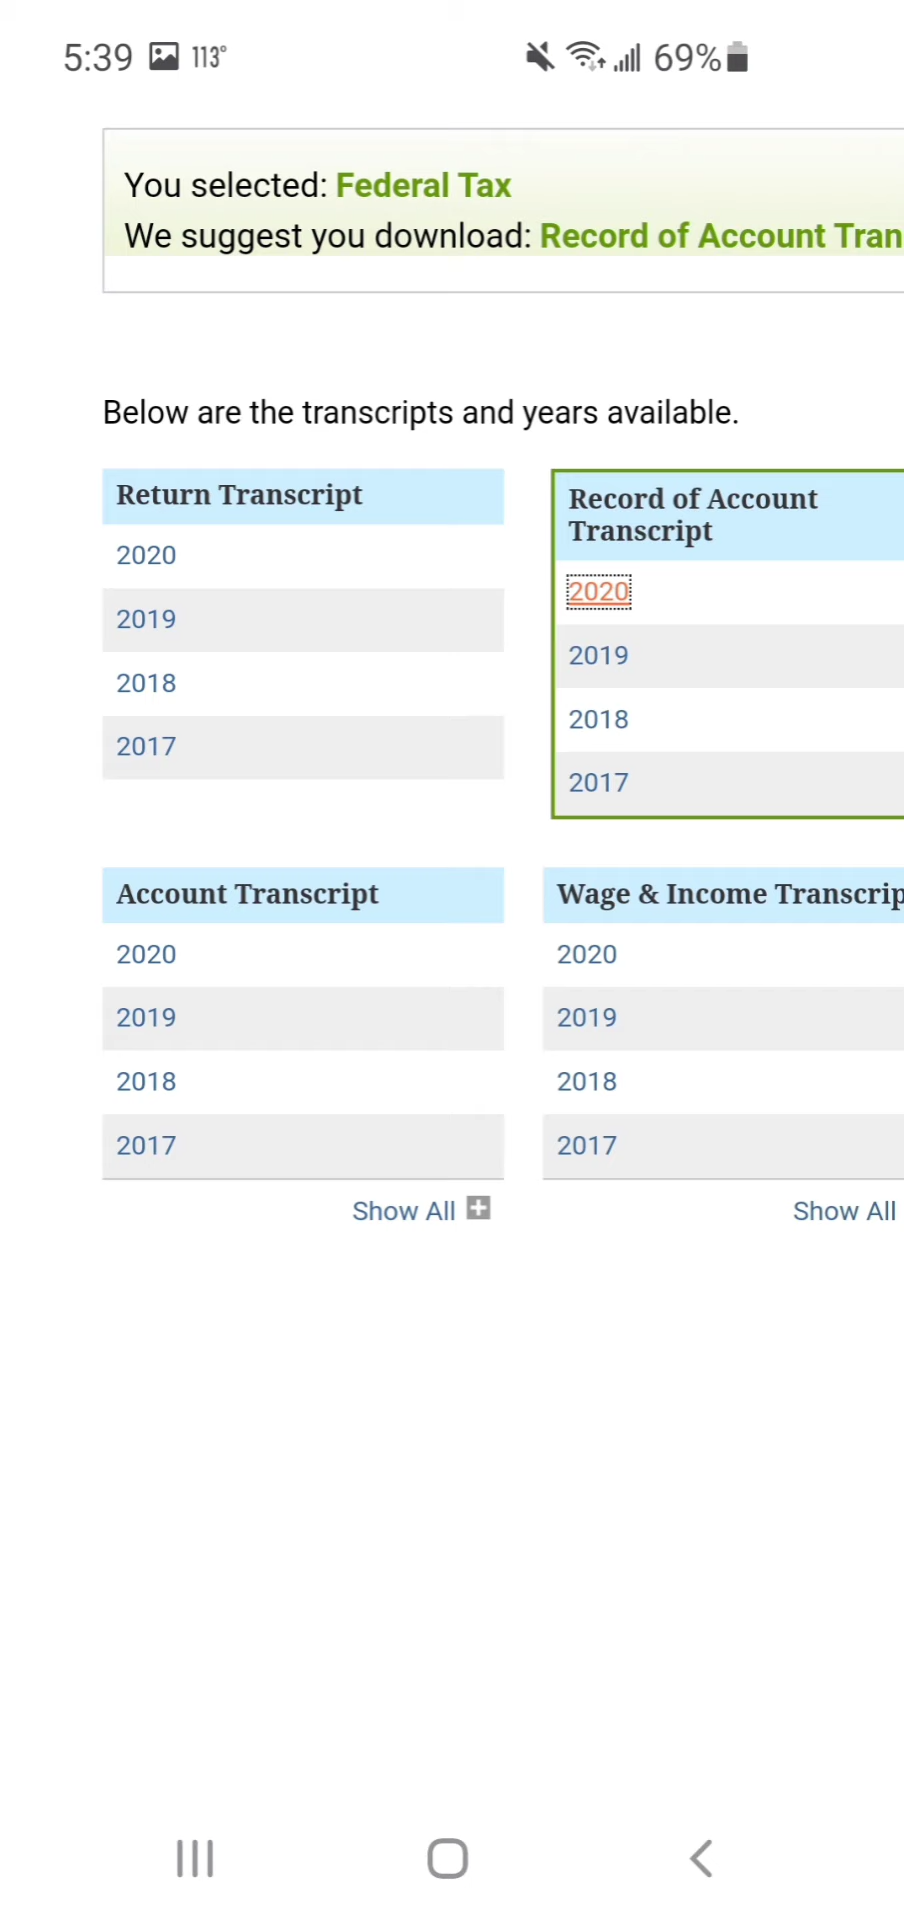 5:39 113° 69%
You selected: Federal Tax
We suggest you download: Record of Account Tran
Below are the transcripts and years available.
Return Transcript
2020
2019
2018
2017
Record of Account
Transcript
2020
2019
2018
2017
Account Transcript
2020
2019
2018
2017
Show All
Wage & Income Transcrip
2020
2019
2018
2017
Show All